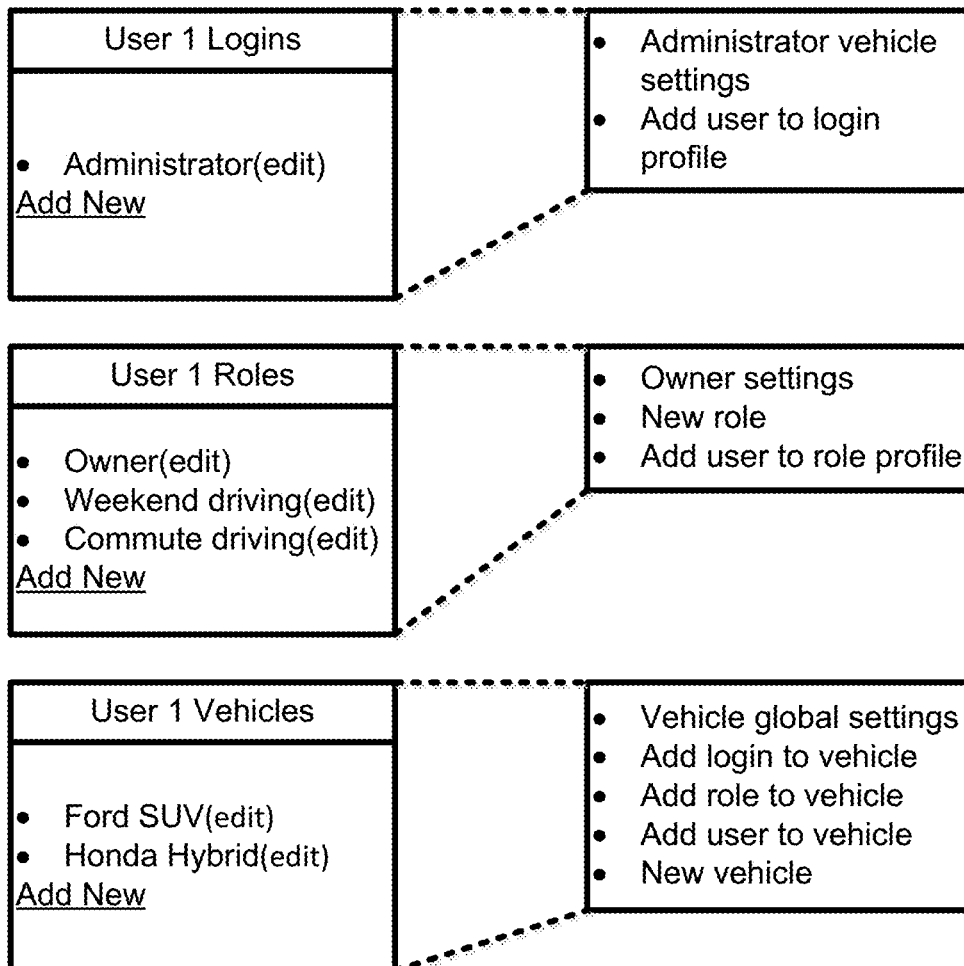 User 1 Logins
• Administrator(edit)
Add New
• Administrator vehicle
settings
• Add user to login
profile
User 1 Roles
• Owner(edit)
• Weekend driving(edit)
• Commute driving(edit)
Add New
• Owner settings
• New role
• Add user to role profile
User 1 Vehicles
• Ford SUV(edit)
• Honda Hybrid(edit)
Add New
• Vehicle global settings
• Add login to vehicle
• Add role to vehicle
• Add user to vehicle
• New vehicle